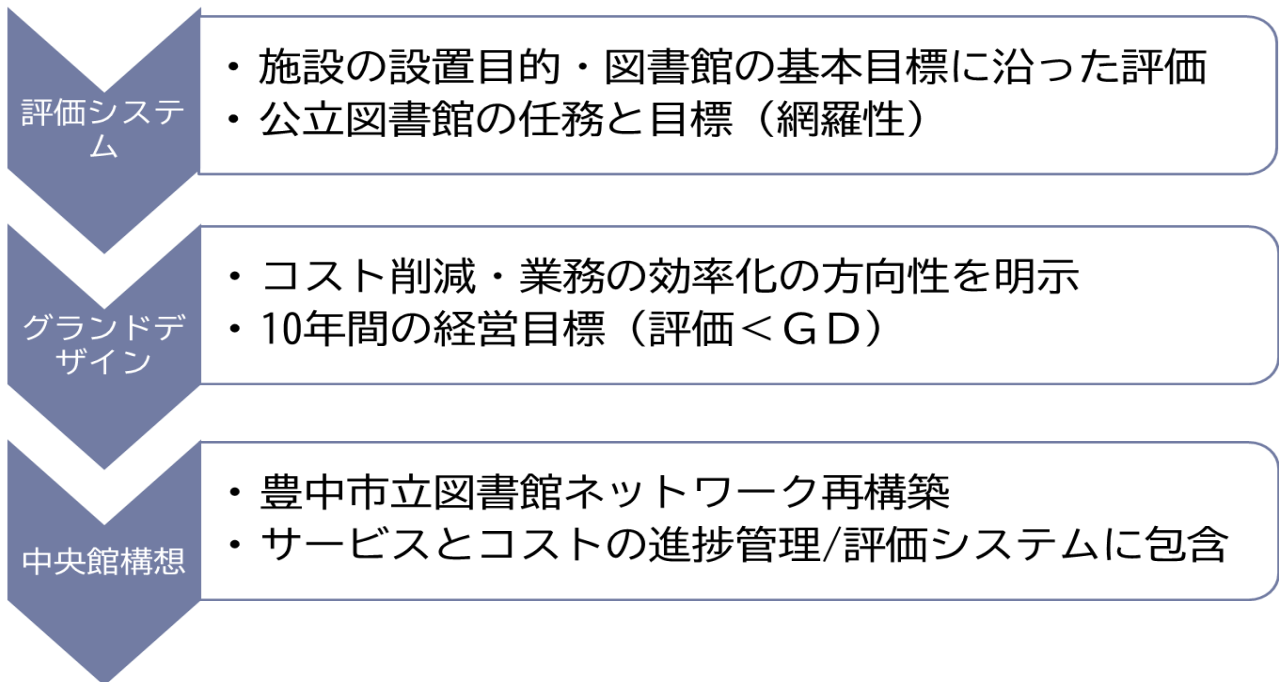 評価システ
ム
・施設の設置目的・図書館の基本目標に沿った評価
・公立図書館の任務と目標（網羅性）
グランドデ
ザイン
・コスト削減・業務の効率化の方向性を明示
・10年間の経営目標（評価＜ＧＤ）
中央館構想
・豊中市立図書館ネットワーク再構築
・サービスとコストの進捗管理/評価システムに包含